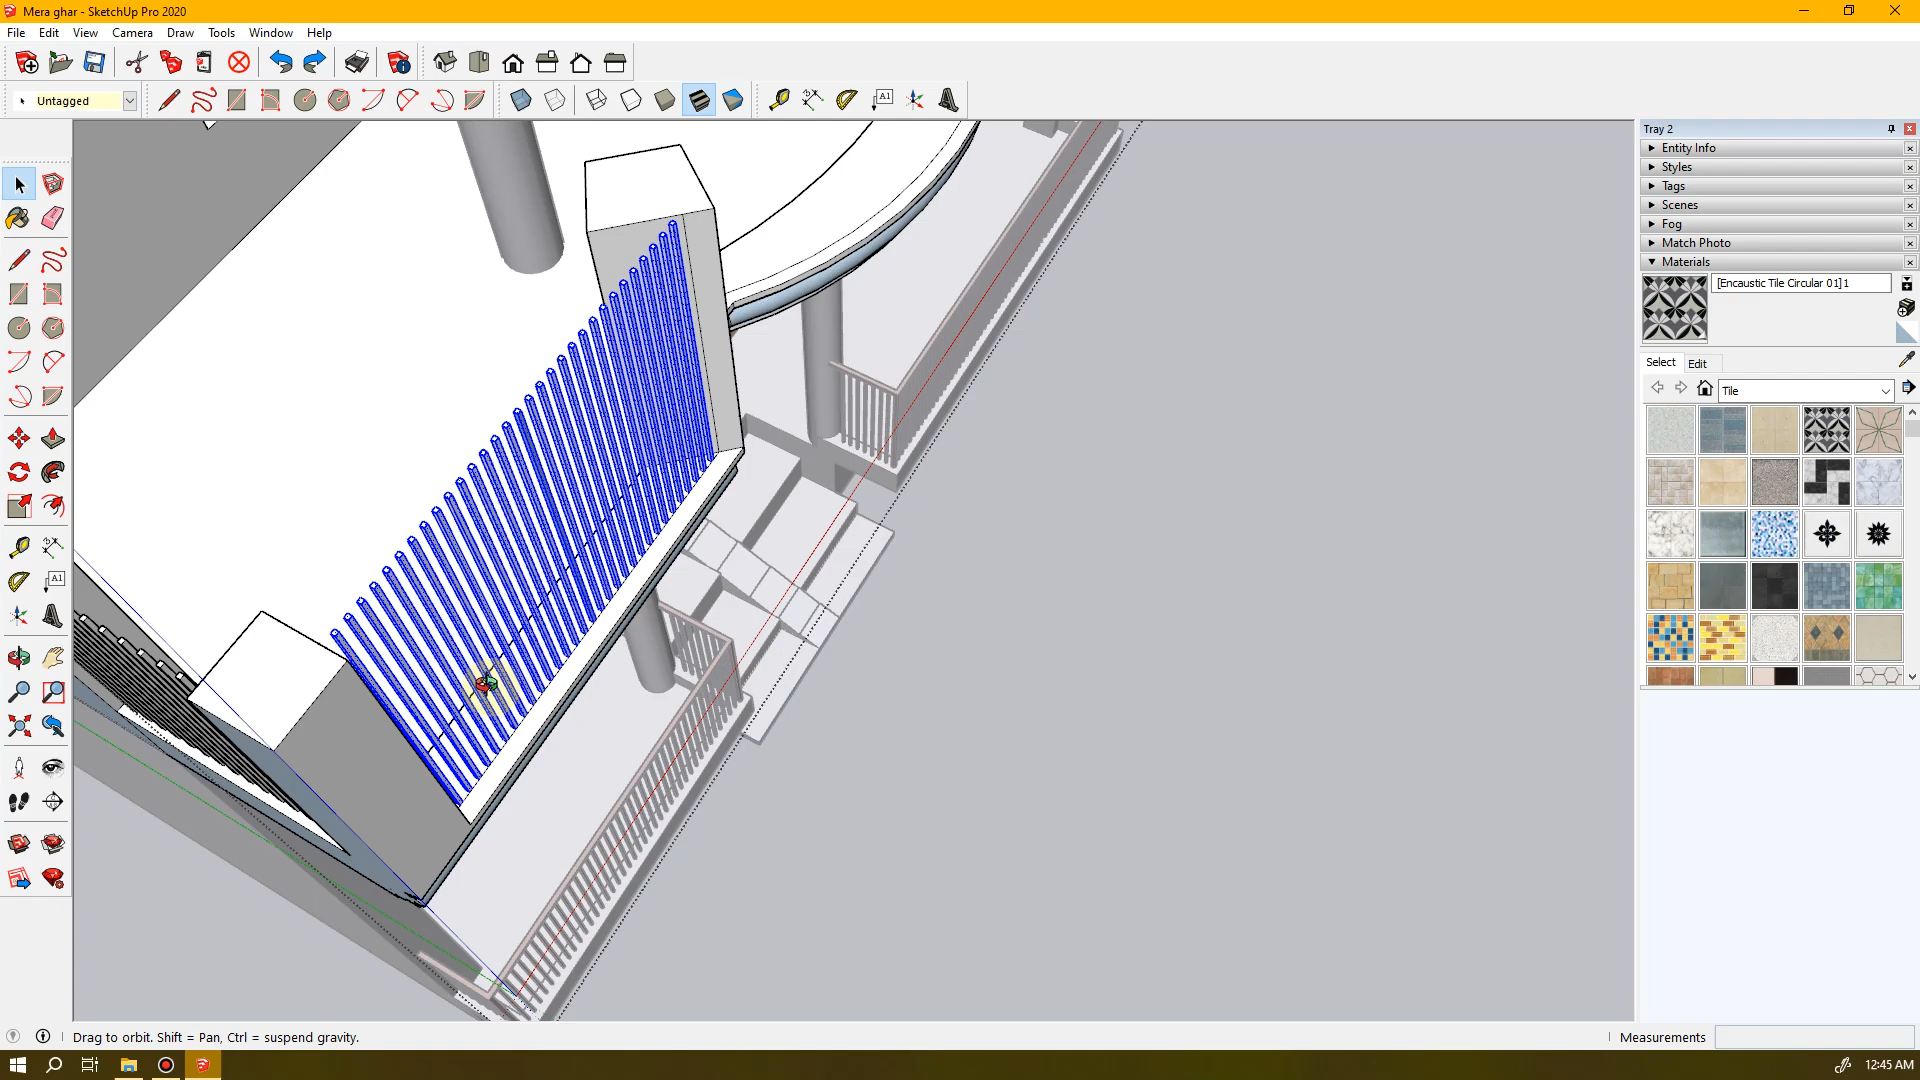 Mera ghar - SketchUp Pro 2020
File Edit View Camera Draw Tools Window Help
Untagged
A1
Tray 2
Entity Info
Styles
Tags
Scenes
Fog
Match Photo
Materials
[Encaustic Tile Circular 01]1
Select Edit
Tile
A1
Drag to orbit. Shift = Pan, Ctrl = suspend gravity.
Measurements
12:45 AM